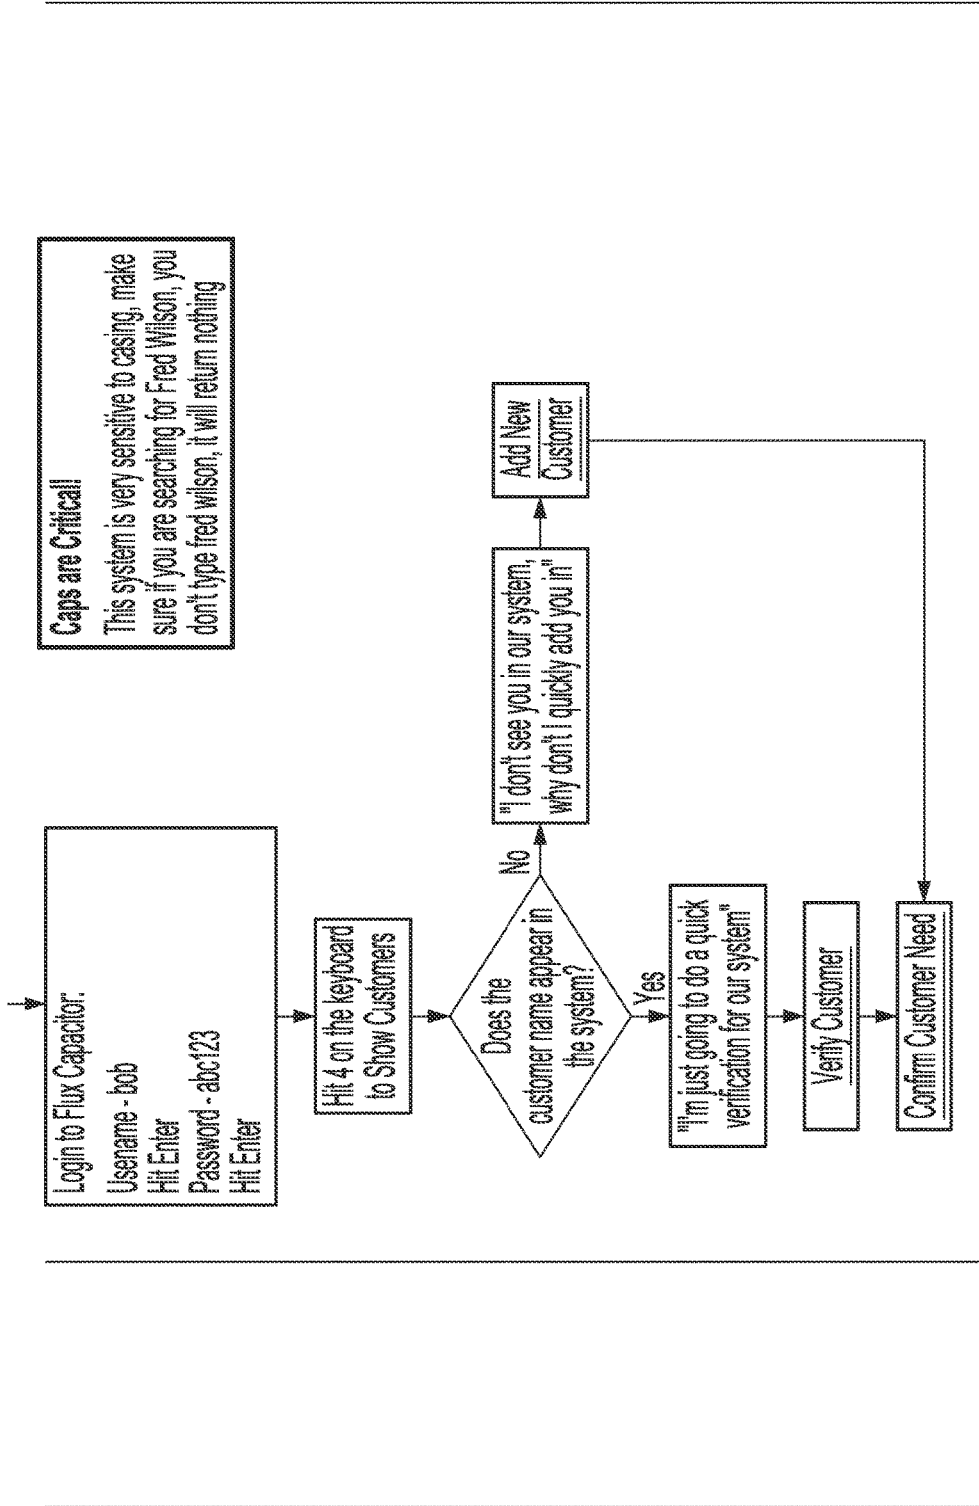 Login to Flux Capacitor:
Usename - bob
Hit Enter
Password - abc123
Hit Enter
Caps are Critical!
This system is very sensitive to casing, make
sure if you are searching for Fred Wilson, you
don't type fred wilson, it will return nothing
Hit 4 on the keyboard
to Show Customers
Does the
customer name appear in
the system?
No
"I don't see you in our system,
why don't I quickly add you in"
Add New
Customer
Yes
""I'm just going to do a quick
verification for our system"
Verify Customer
Confirm Customer Need